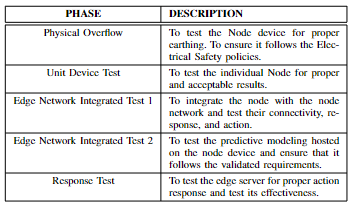 PHASE DESCRIPTION
Physical Overflow To test the Node device for proper
earthing. To ensure it follows the Elec-
trical Safety policies.
Unit Device Test To test the individual Node for proper
and acceptable results.
Edge Network Integrated Test 1 To integrate the node with the node
network and test their connectivity, re-
sponse, and action.
Edge Network Integrated Test 2 To test the predictive modeling hosted
on the node device and ensure that it
follows the validated requirements.
Response Test To test the edge server for proper action
response and test its effectiveness.